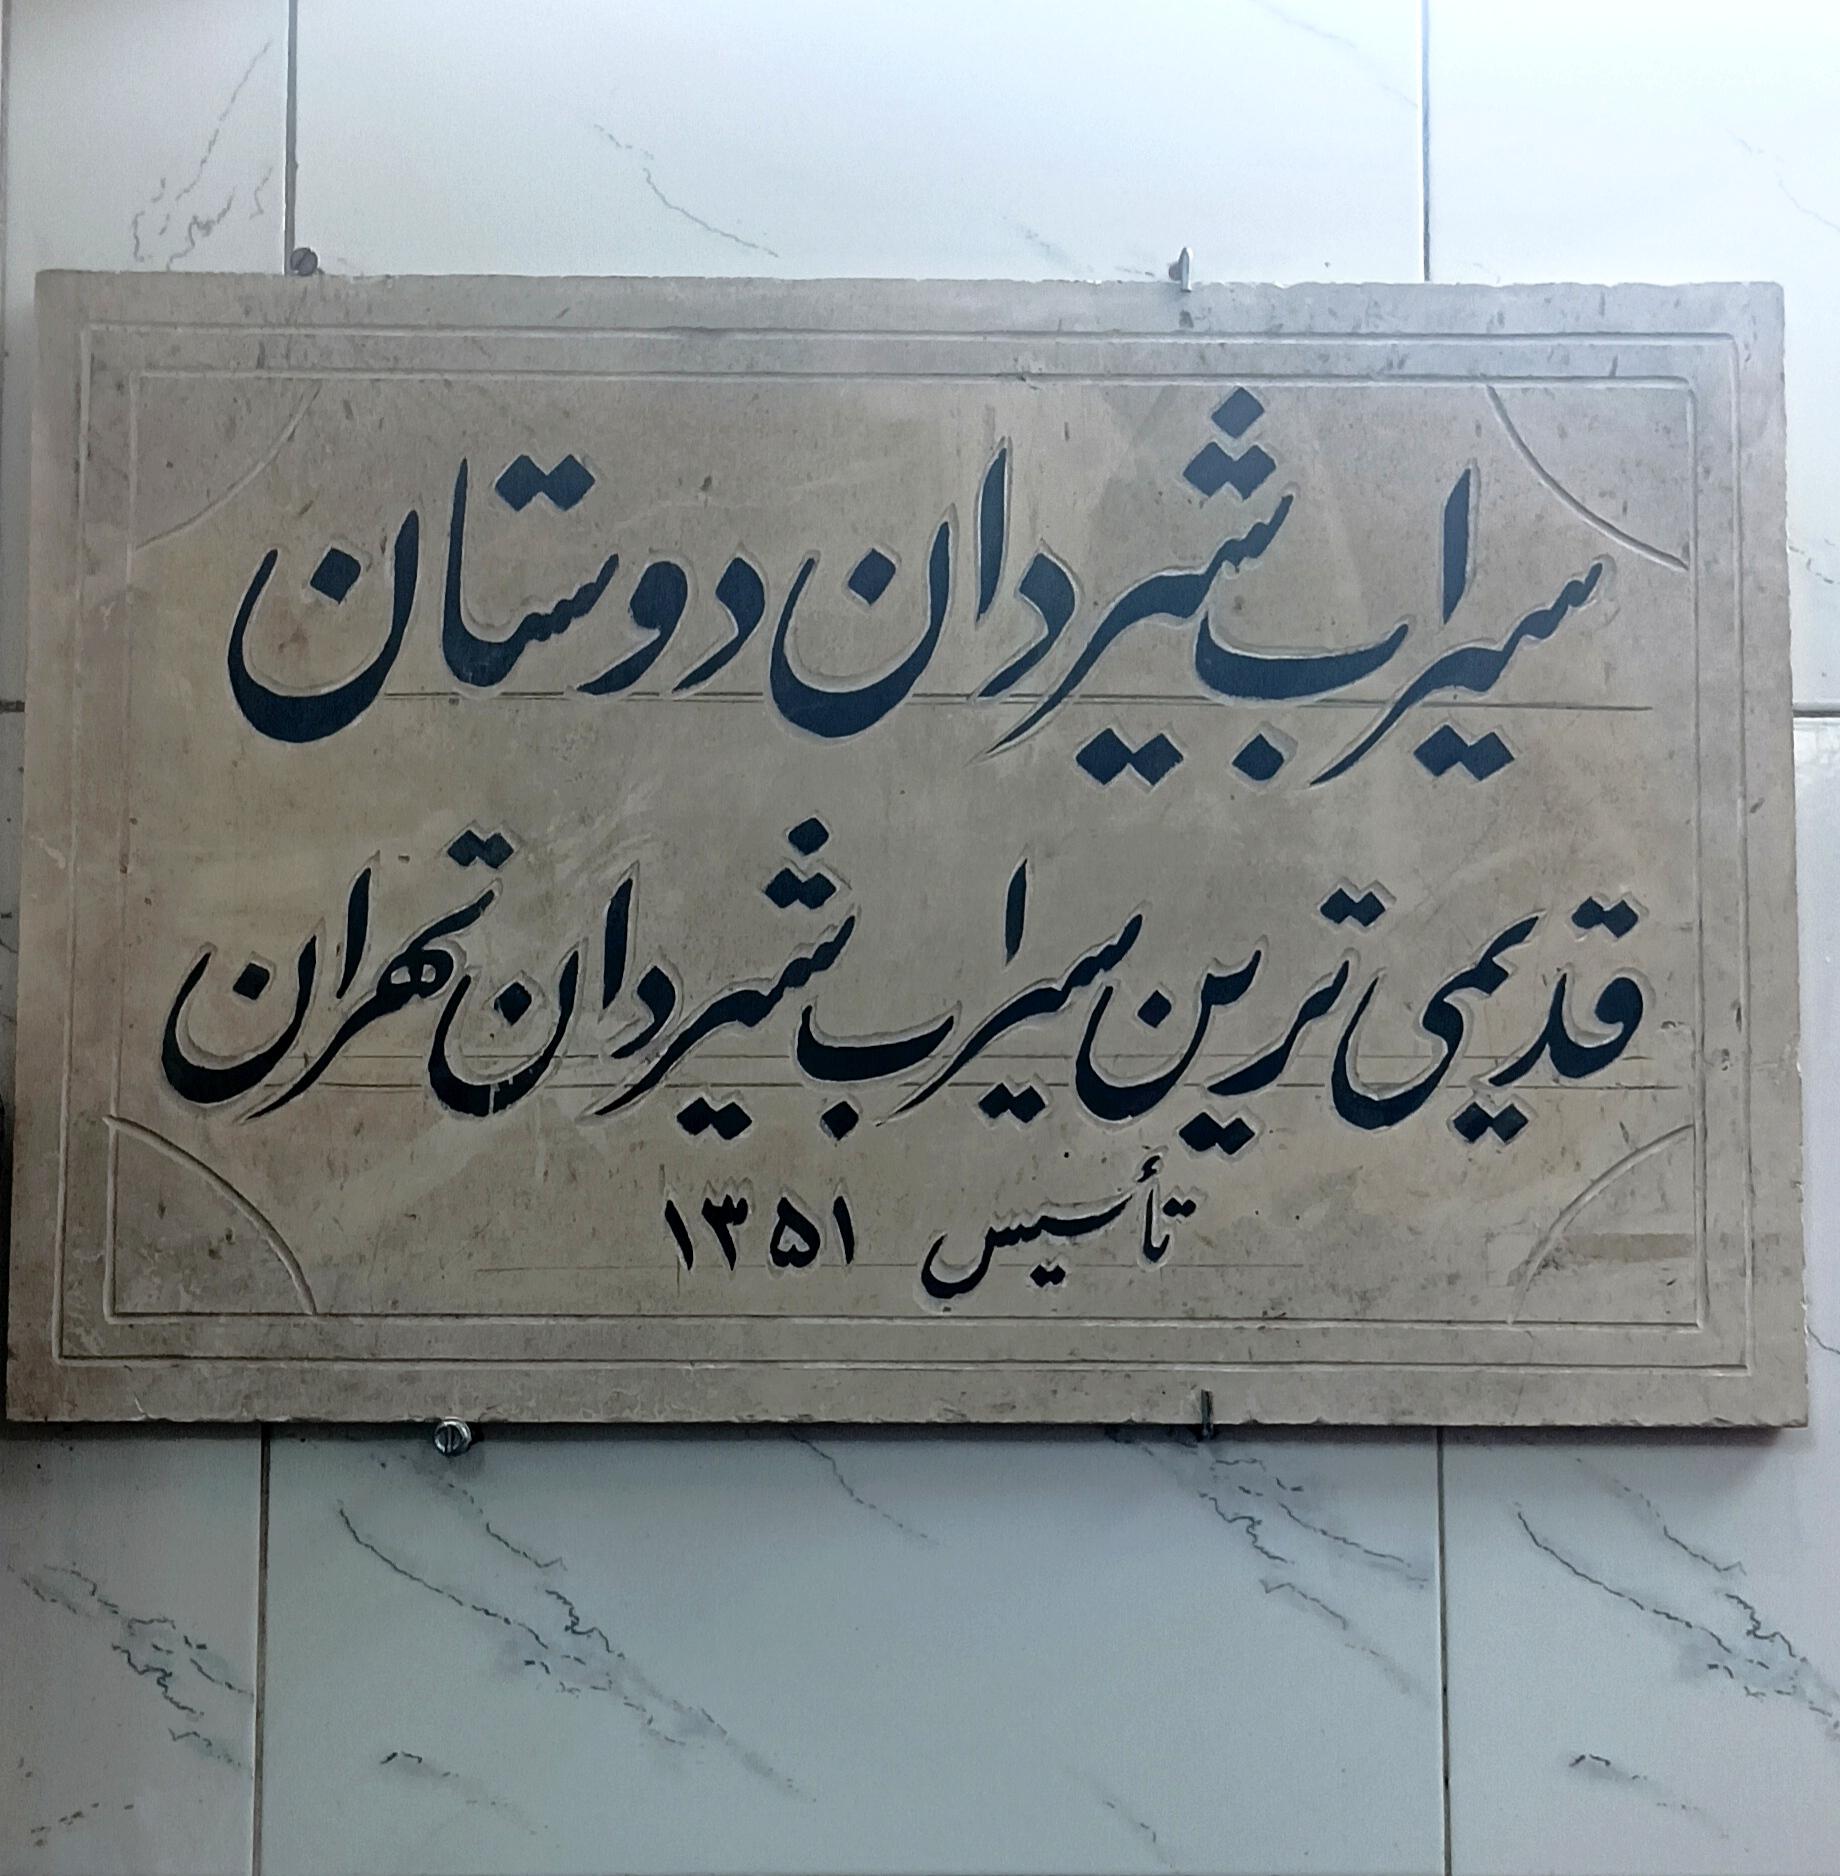 سیراب شیردان دوستان
قدیمی ترین سیراب شیردان تهران
تأسیس ۱۳۵۱